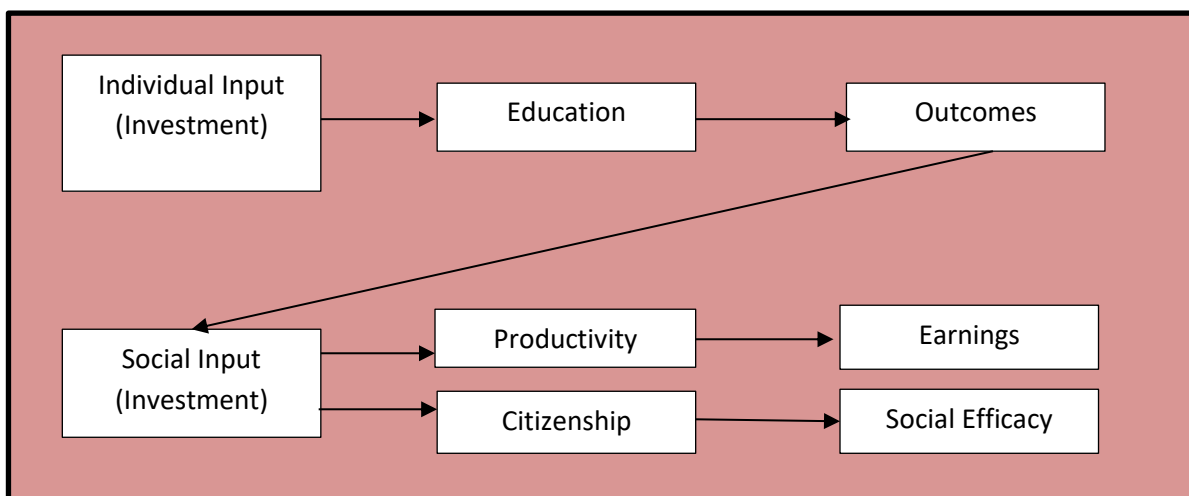 Individual Input
(Investment)
Education
Outcomes
Social Input
(Investment)
Productivity
Earnings
Citizenship
Social Efficacy